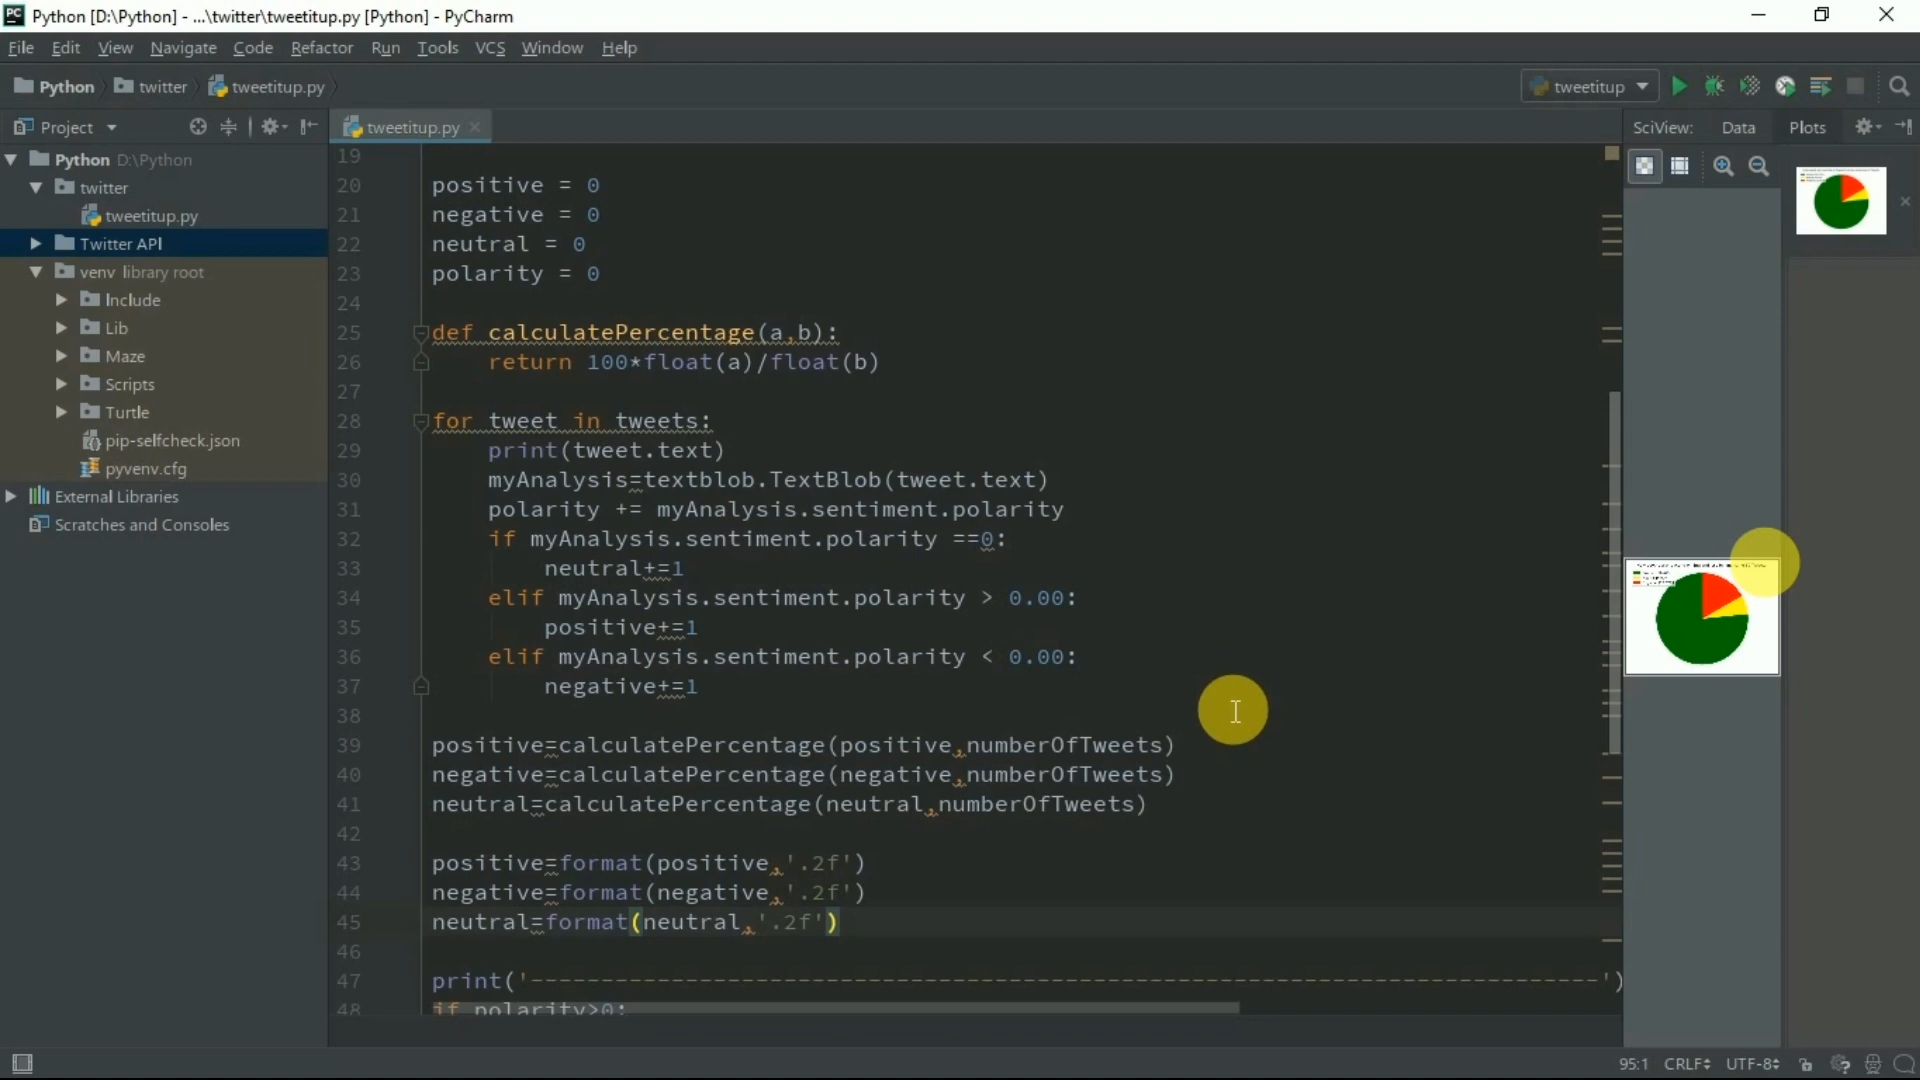 Python [D:\Python] - ...\twitter\tweetitup.py [Python] - PyCharm
File Edit View Navigate Code Refactor Run Tools VCS Window Help
Python twitter tweetitup.py
tweetitup
Project
tweetitup.py
SciView: Data Plots
Python D:\Python
twitter
tweetitup.py
Twitter API
venv library root
Include
Lib
Maze
Scripts
Turtle
pip-selfcheck.json
pyvenv.cfg
External Libraries
Scratches and Consoles
19
20 positive = 0
21 negative = 0
22 neutral = 0
23 polarity = 0
24
25 def calculatePercentage(a,b):
26 return 100*float(a)/float(b)
27
28 for tweet in tweets:
29 print(tweet.text)
30 myAnalysis=textblob.TextBlob(tweet.text)
31 polarity += myAnalysis.sentiment.polarity
32 if myAnalysis.sentiment.polarity ==0:
33 neutral+=1
34 elif myAnalysis.sentiment.polarity > 0.00:
35 positive+=1
36 elif myAnalysis.sentiment.polarity < 0.00:
37 negative+=1
38
39 positive=calculatePercentage(positive,numberOfTweets)
40 negative=calculatePercentage(negative,numberOfTweets)
41 neutral=calculatePercentage(neutral,numberOfTweets)
42
43 positive=format(positive,'.2f')
44 negative=format(negative,'.2f')
45 neutral=format(neutral,'.2f')
46
47 print('----------------------------------------------------------------------------')
48 if polarity>0:
95:1 CRLF UTF-8